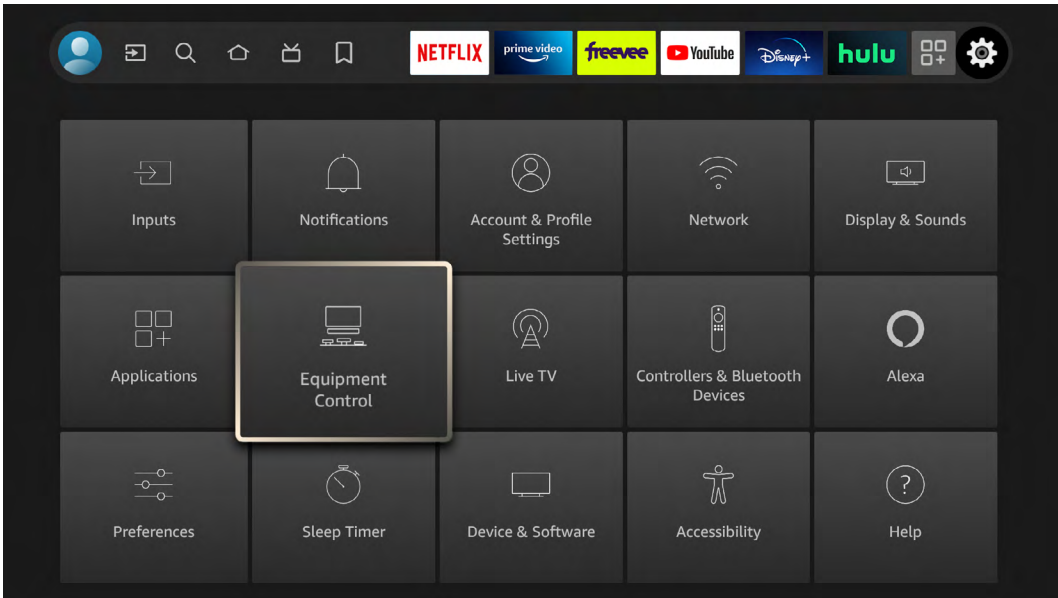 NETFLIX
prime video
freevee
YouTube
Disney+
hulu
Inputs
Notifications
Account & Profile
Settings
Network
Display & Sounds
Applications
Equipment
Control
Live TV
Controllers & Bluetooth
Devices
Alexa
Preferences
Sleep Timer
Device & Software
Accessibility
?
Help